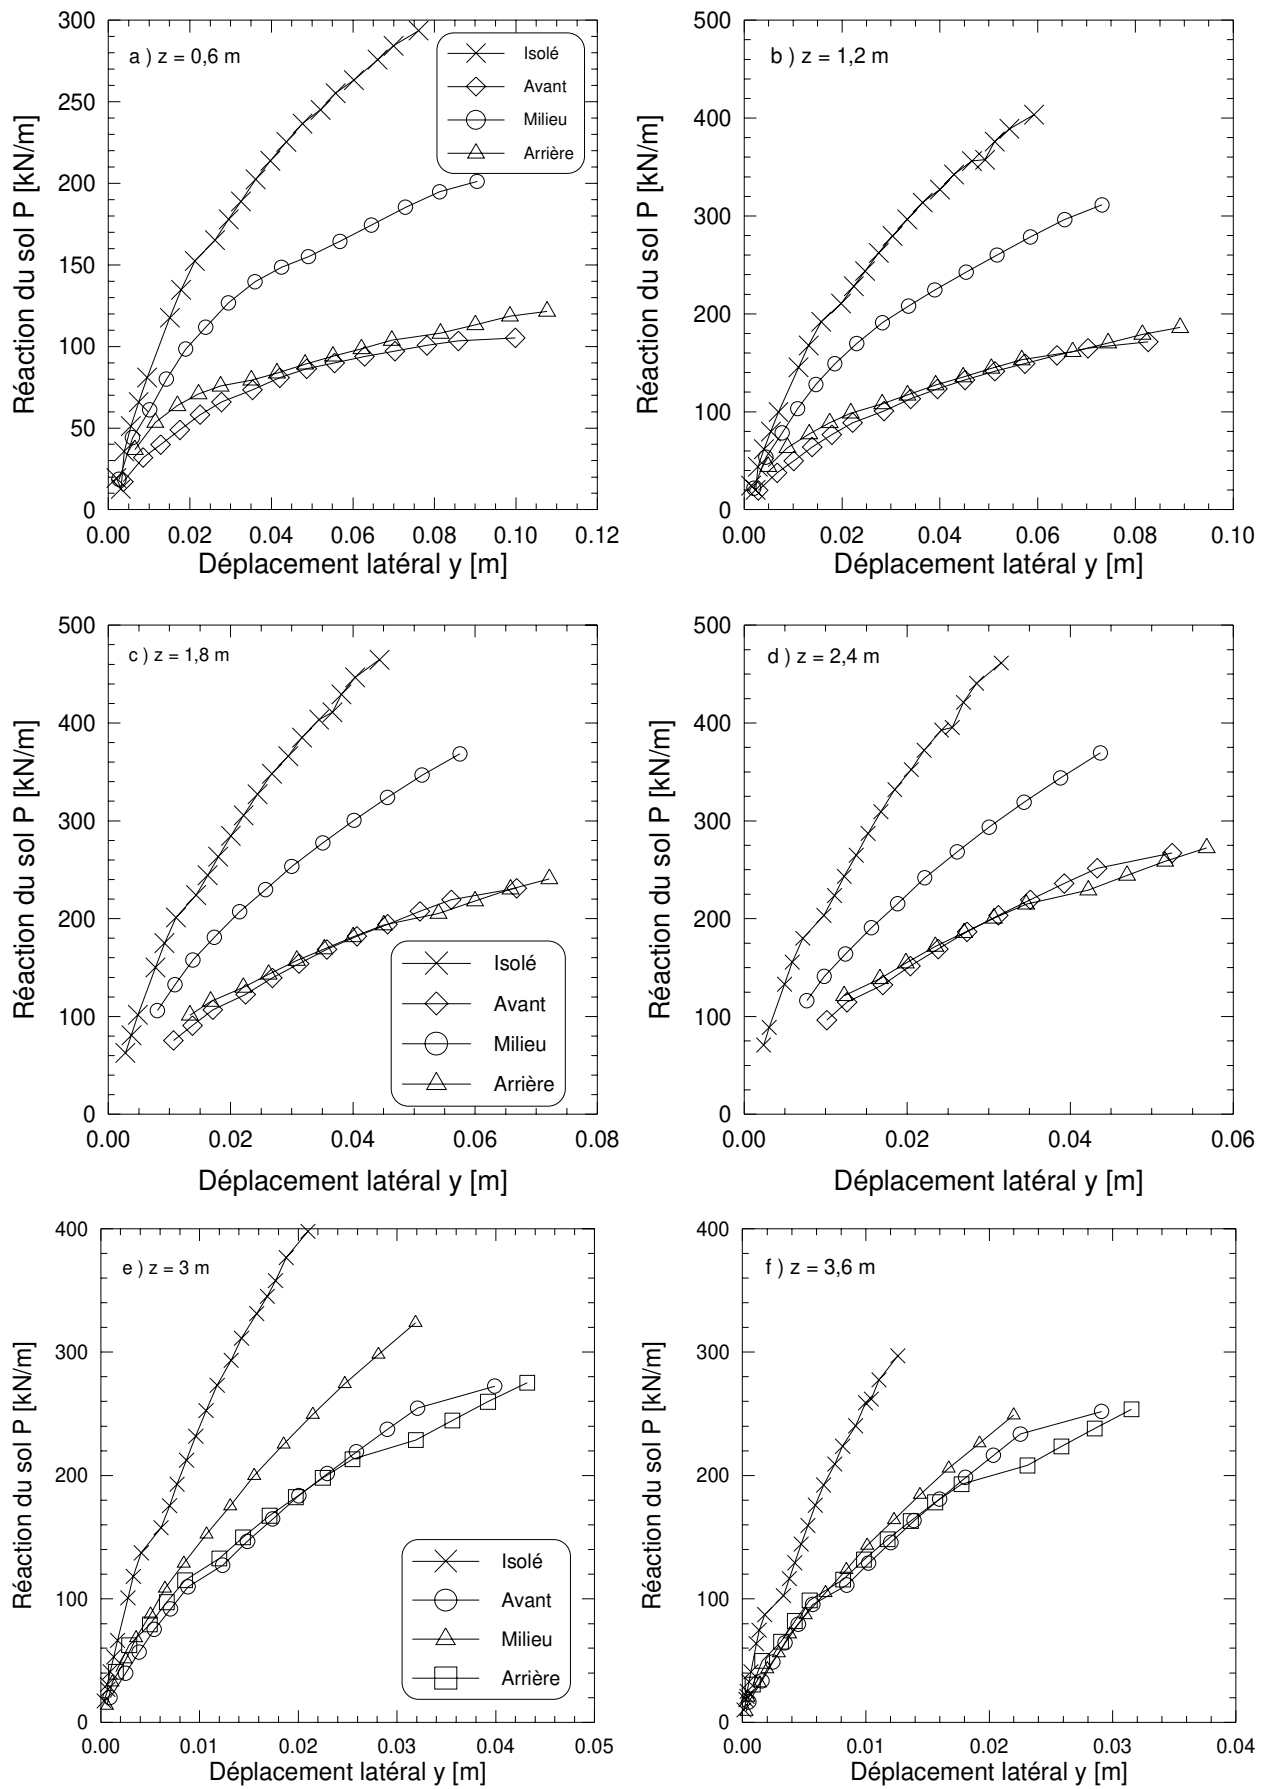 a ) z = 0,6 m
Isolé
Avant
Milieu
Arrière
Réaction du sol P [kN/m]
300
250
200
150
100
50
0
0.00 0.02 0.04 0.06 0.08 0.10 0.12
Déplacement latéral y [m]
b ) z = 1,2 m
Réaction du sol P [kN/m]
500
400
300
200
100
0
0.00 0.02 0.04 0.06 0.08 0.10
Déplacement latéral y [m]
c ) z = 1,8 m
Réaction du sol P [kN/m]
500
400
300
200
100
0
Isolé
Avant
Milieu
Arrière
0.00 0.02 0.04 0.06 0.08
Déplacement latéral y [m]
d ) z = 2,4 m
Réaction du sol P [kN/m]
500
400
300
200
100
0
0.00 0.02 0.04 0.06
Déplacement latéral y [m]
e ) z = 3 m
Réaction du sol P [kN/m]
400
300
200
100
0
Isolé
Avant
Milieu
Arrière
0.00 0.01 0.02 0.03 0.04 0.05
Déplacement latéral y [m]
f ) z = 3,6 m
Réaction du sol P [kN/m]
400
300
200
100
0
0.00 0.01 0.02 0.03 0.04
Déplacement latéral y [m]